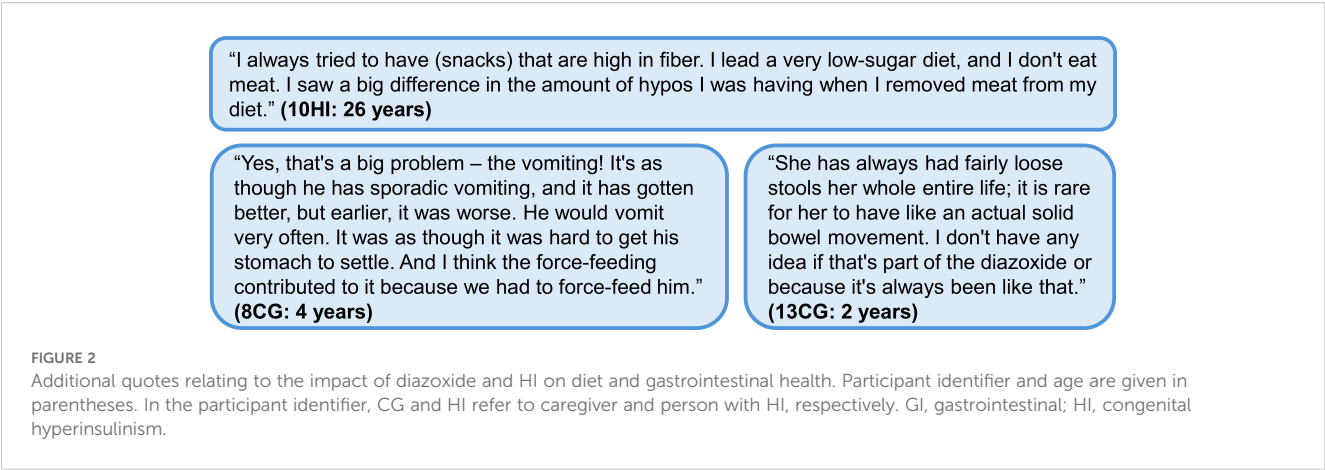 “I always tried to have (snacks) that are high in fiber. I lead a very low-sugar diet, and I don't eat
meat. I saw a big difference in the amount of hypos I was having when I removed meat from my
diet.” (10HI: 26 years)
“Yes, that's a big problem – the vomiting! It's as
though he has sporadic vomiting, and it has gotten
better, but earlier, it was worse. He would vomit
very often. It was as though it was hard to get his
stomach to settle. And I think the force-feeding
contributed to it because we had to force-feed him.”
(8CG: 4 years)
“She has always had fairly loose
stools her whole entire life; it is rare
for her to have like an actual solid
bowel movement. I don't have any
idea if that's part of the diazoxide or
because it's always been like that.”
(13CG: 2 years)
FIGURE 2
Additional quotes relating to the impact of diazoxide and HI on diet and gastrointestinal health. Participant identifier and age are given in
parentheses. In the participant identifier, CG and HI refer to caregiver and person with HI, respectively. GI, gastrointestinal; HI, congenital
hyperinsulinism.